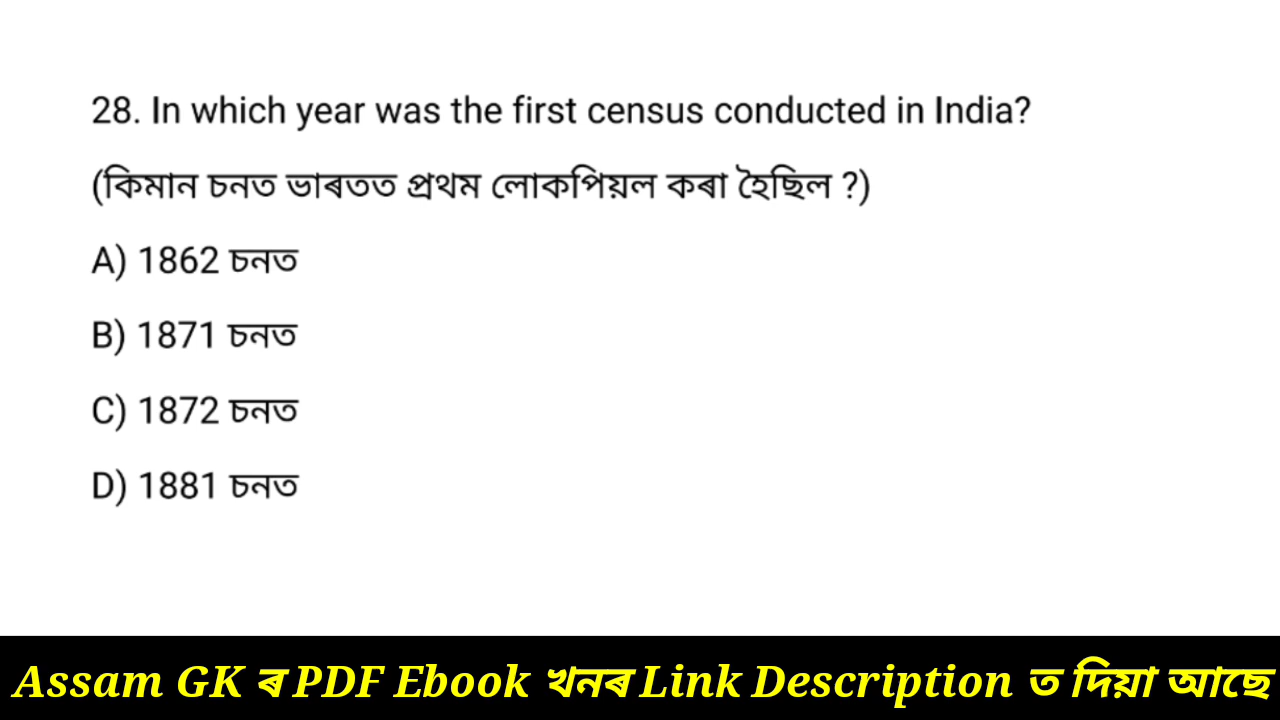 28. In which year was the first census conducted in India?
(কিমান চনত ভাৰতত প্ৰথম লোকপিয়ল কৰা হৈছিল ?)
A) 1862 চনত
B) 1871 চনত
C) 1872 চনত
D) 1881 চনত
Assam GK ৰ PDF Ebook খনৰ Link Description ত দিয়া আছে